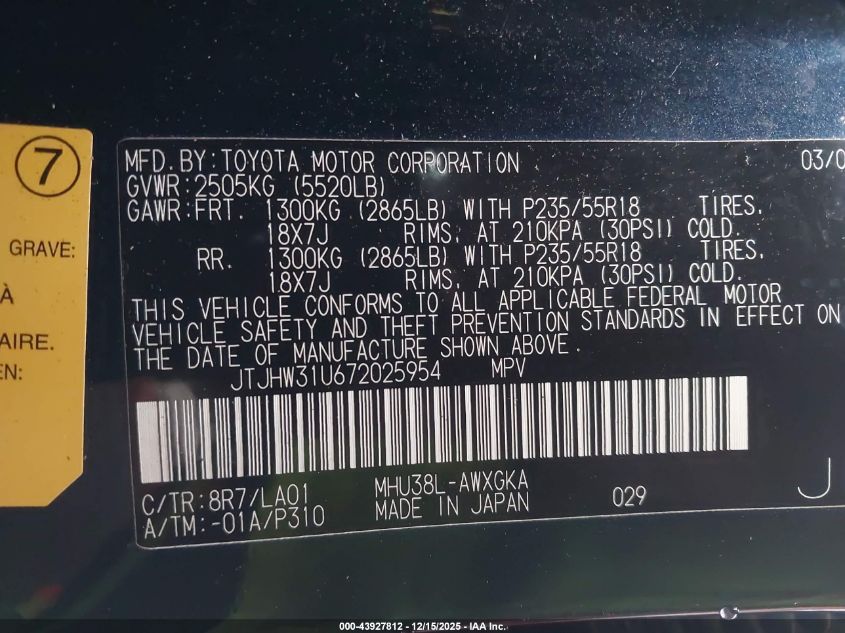 7
GRAVE:
À
AIRE.
EN:
MFD. BY: TOYOTA MOTOR CORPORATION 03/0
GVWR: 2505KG (5520LB)
GAWR: FRT. 1300KG (2865LB) WITH P235/55R18 TIRES,
18X7J RIMS, AT 210KPA (30PSI) COLD.
RR. 1300KG (2865LB) WITH P235/55R18 TIRES,
18X7J RIMS, AT 210KPA (30PSI) COLD.
THIS VEHICLE CONFORMS TO ALL APPLICABLE FEDERAL MOTOR
VEHICLE SAFETY AND THEFT PREVENTION STANDARDS IN EFFECT ON
THE DATE OF MANUFACTURE SHOWN ABOVE.
JTJHW31U672025954 MPV
C/TR: 8R7/LA01 MHU38L-AWXGKA
A/TM: -01A/P310 MADE IN JAPAN 029 J
000-43927812 - 12/15/2025 - IAA Inc.